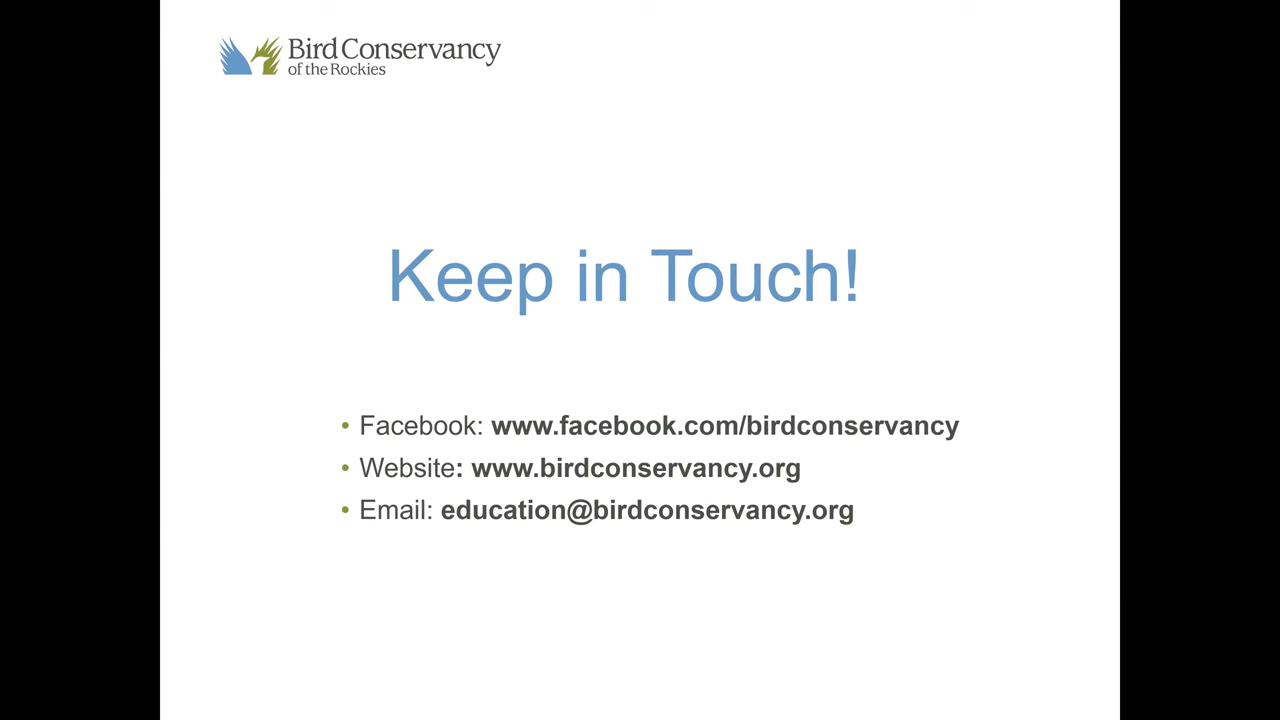 Bird Conservancy
of the Rockies
Keep in Touch!
• Facebook: www.facebook.com/birdconservancy
• Website: www.birdconservancy.org
• Email: education@birdconservancy.org